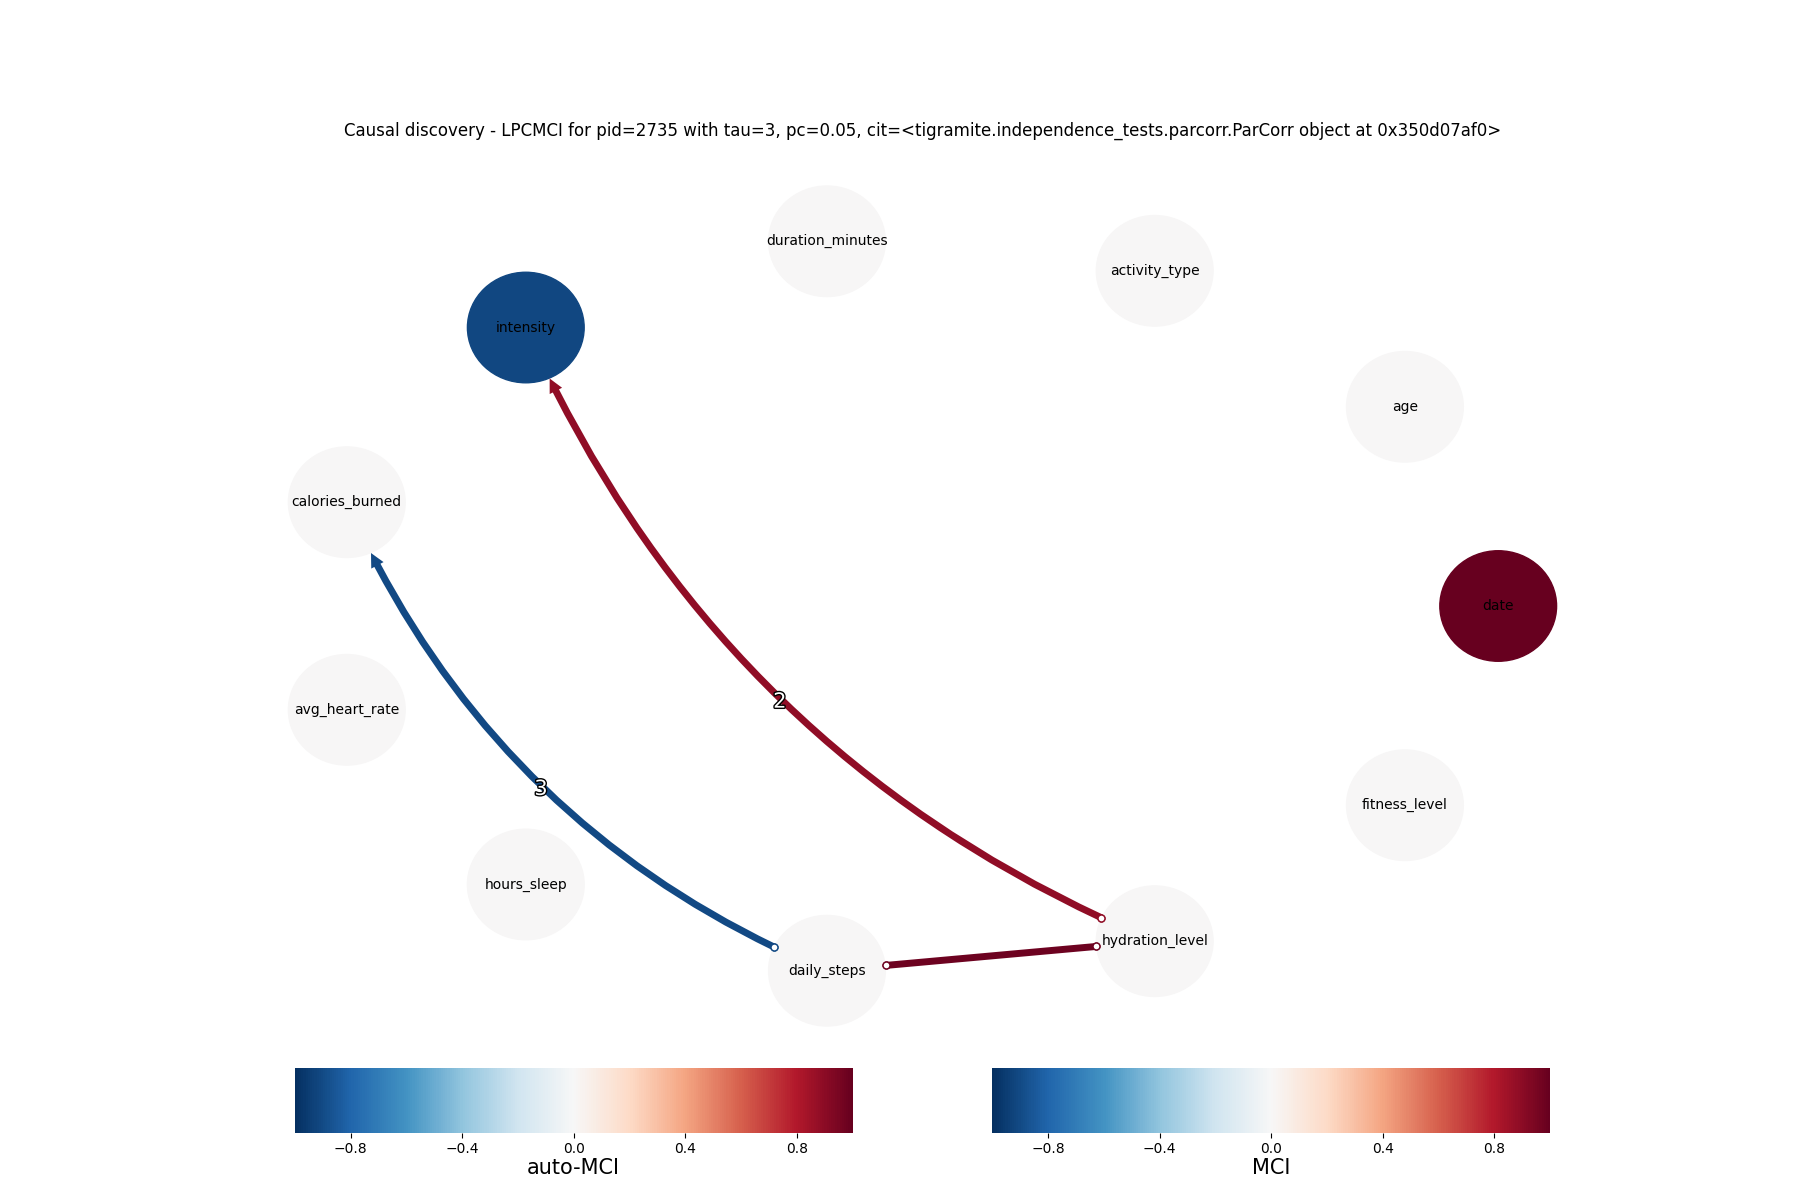 Causal discovery - LPCMCI for pid=2735 with tau=3, pc=0.05, cit=<tigramite.independence_tests.parcorr.ParCorr object at 0x350d07af0>
duration_minutes
activity_type
intensity
age
calories_burned
date
2
avg_heart_rate
3
fitness_level
hours_sleep
hydration_level
daily_steps
−0.8 −0.4 0.0 0.4 0.8
auto-MCI
−0.8 −0.4 0.0 0.4 0.8
MCI